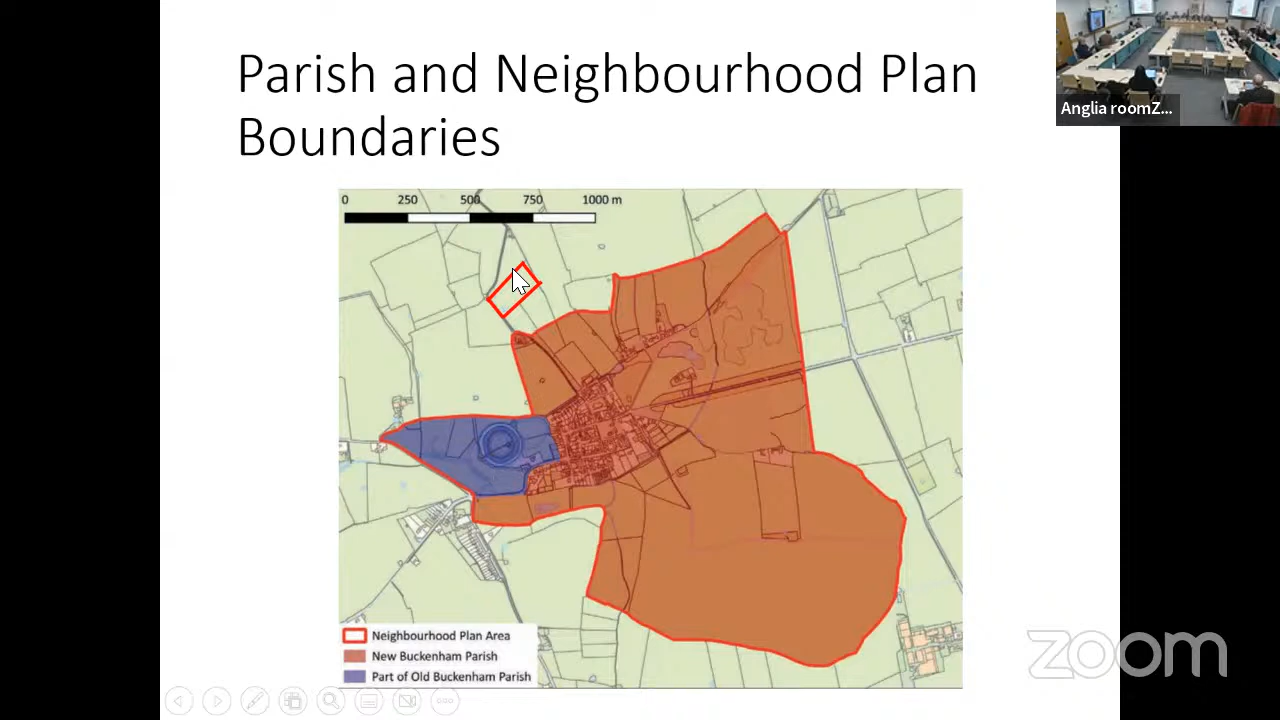 Parish and Neighbourhood Plan
Boundaries
Anglia roomZ...
0 250 500 750 1000 m
Neighbourhood Plan Area
New Buckenham Parish
Part of Old Buckenham Parish
zoom